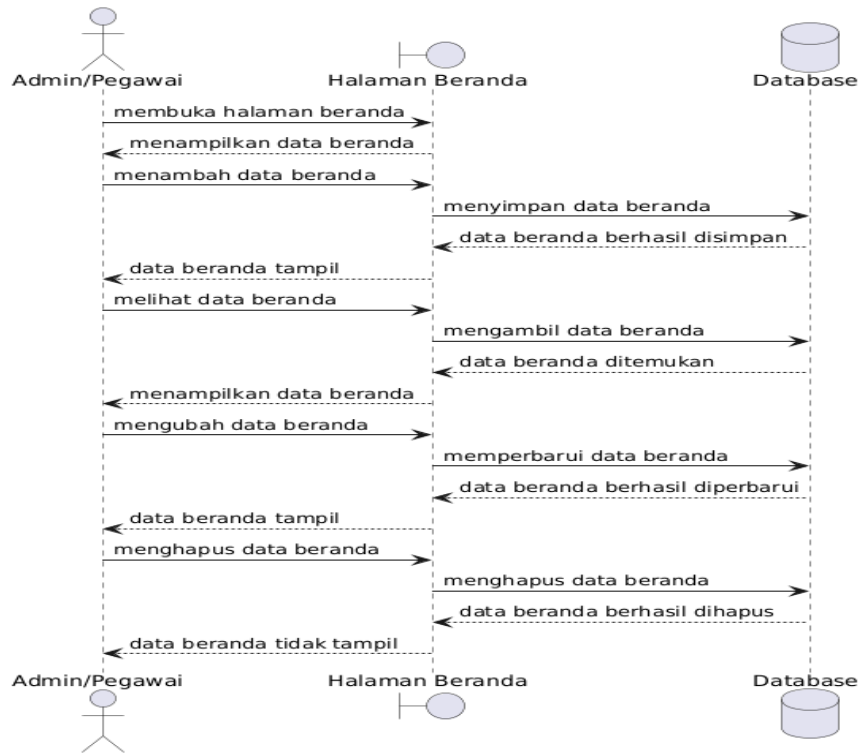 Admin/Pegawai
Halaman Beranda
Database
membuka halaman beranda
menampilkan data beranda
menambah data beranda
menyimpan data beranda
data beranda berhasil disimpan
data beranda tampil
melihat data beranda
mengambil data beranda
data beranda ditemukan
menampilkan data beranda
mengubah data beranda
memperbarui data beranda
data beranda berhasil diperbarui
data beranda tampil
menghapus data beranda
menghapus data beranda
data beranda berhasil dihapus
data beranda tidak tampil
Admin/Pegawai
Halaman Beranda
Database